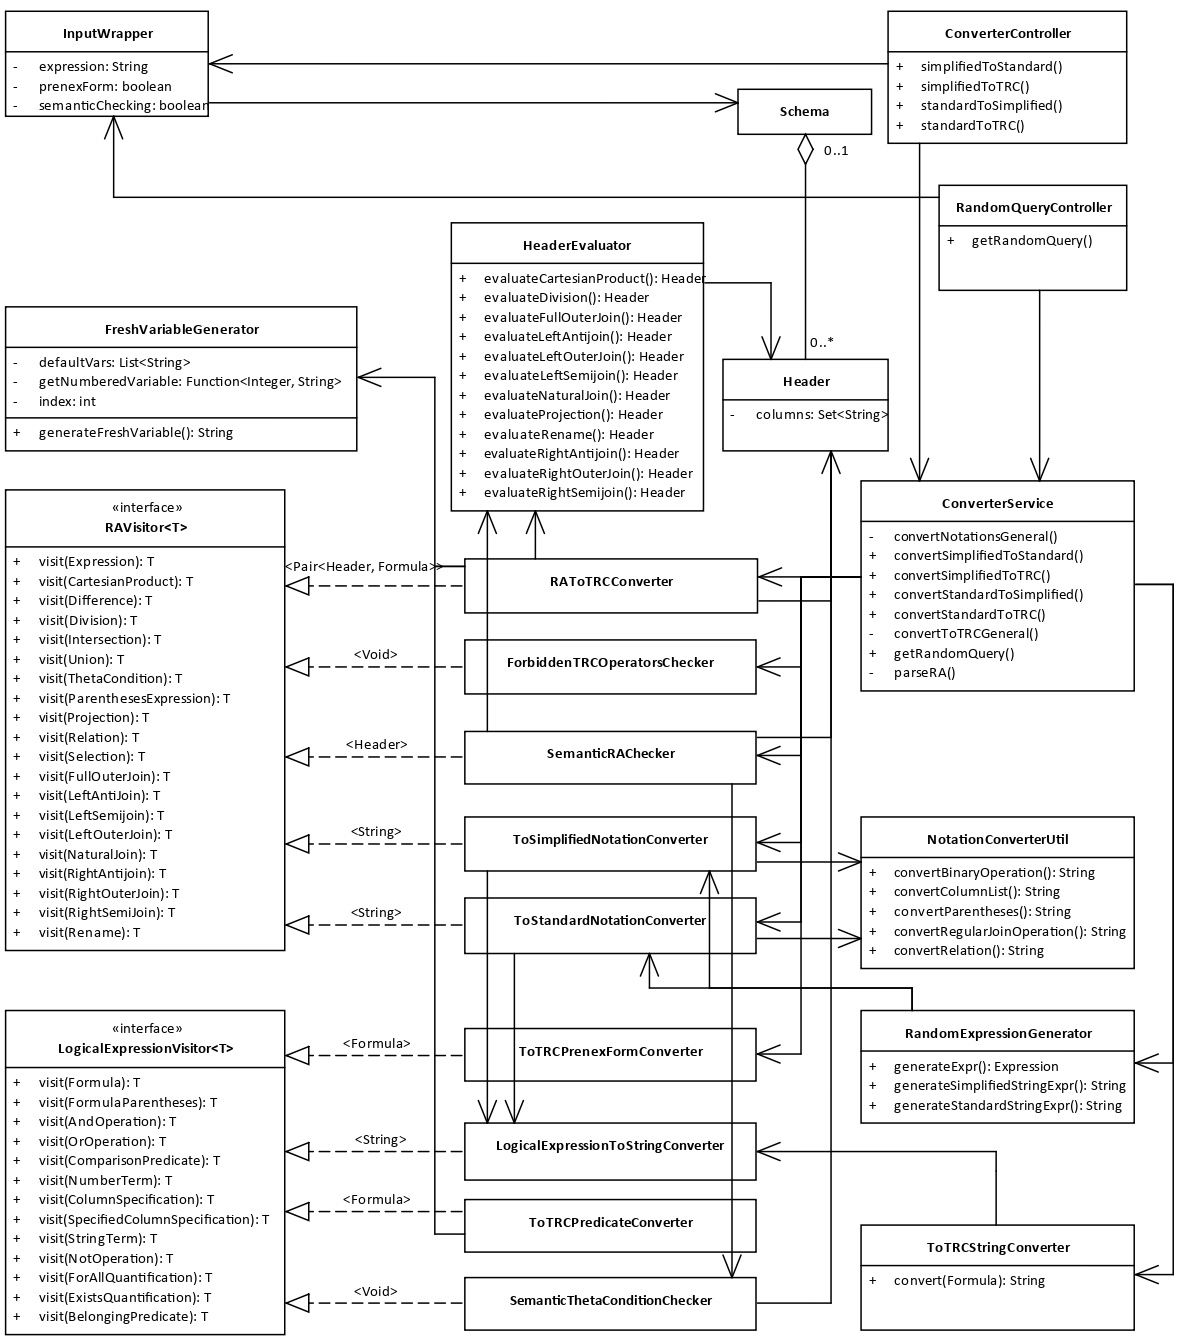 InputWrapper
- expression: String
- prenexForm: boolean
- semanticChecking: boolean
ConverterController
+ simplifiedToStandard()
+ simplifiedToTRC()
+ standardToSimplified()
+ standardToTRC()
Schema
0..1
RandomQueryController
+ getRandomQuery()
HeaderEvaluator
+ evaluateCartesianProduct(): Header
+ evaluateDivision(): Header
+ evaluateFullOuterJoin(): Header
+ evaluateLeftAntijoin(): Header
+ evaluateLeftOuterJoin(): Header
+ evaluateLeftSemijoin(): Header
+ evaluateNaturalJoin(): Header
+ evaluateProjection(): Header
+ evaluateRename(): Header
+ evaluateRightAntijoin(): Header
+ evaluateRightOuterJoin(): Header
+ evaluateRightSemijoin(): Header
FreshVariableGenerator
- defaultVars: List<String>
- getNumberedVariable: Function<Integer, String>
- index: int
+ generateFreshVariable(): String
0..*
Header
- columns: Set<String>
ConverterService
- convertNotationsGeneral()
+ convertSimplifiedToStandard()
+ convertSimplifiedToTRC()
+ convertStandardToSimplified()
+ convertStandardToTRC()
- convertToTRCGeneral()
+ getRandomQuery()
- parseRA()
«interface»
RAVisitor<T>
+ visit(Expression): T
+ visit(CartesianProduct): T
+ visit(Difference): T
+ visit(Division): T
+ visit(Intersection): T
+ visit(Union): T
+ visit(ThetaCondition): T
+ visit(ParenthesesExpression): T
+ visit(Projection): T
+ visit(Relation): T
+ visit(Selection): T
+ visit(FullOuterJoin): T
+ visit(LeftAntiJoin): T
+ visit(LeftSemijoin): T
+ visit(LeftOuterJoin): T
+ visit(NaturalJoin): T
+ visit(RightAntijoin): T
+ visit(RightOuterJoin): T
+ visit(RightSemiJoin): T
+ visit(Rename): T
<Pair<Header, Formula>>
RAToTRCConverter
<Void>
ForbiddenTRCOperatorsChecker
<Header>
SemanticRAChecker
<String>
ToSimplifiedNotationConverter
<String>
ToStandardNotationConverter
NotationConverterUtil
+ convertBinaryOperation(): String
+ convertColumnList(): String
+ convertParentheses(): String
+ convertRegularJoinOperation(): String
+ convertRelation(): String
«interface»
LogicalExpressionVisitor<T>
+ visit(Formula): T
+ visit(FormulaParentheses): T
+ visit(AndOperation): T
+ visit(OrOperation): T
+ visit(ComparisonPredicate): T
+ visit(NumberTerm): T
+ visit(ColumnSpecification): T
+ visit(SpecifiedColumnSpecification): T
+ visit(StringTerm): T
+ visit(NotOperation): T
+ visit(ForAllQuantification): T
+ visit(ExistsQuantification): T
+ visit(BelongingPredicate): T
<Formula>
ToTRCPrenexFormConverter
<String>
LogicalExpressionToStringConverter
<Formula>
ToTRCPredicateConverter
<Void>
SemanticThetaConditionChecker
RandomExpressionGenerator
+ generateExpr(): Expression
+ generateSimplifiedStringExpr(): String
+ generateStandardStringExpr(): String
ToTRCStringConverter
+ convert(Formula): String